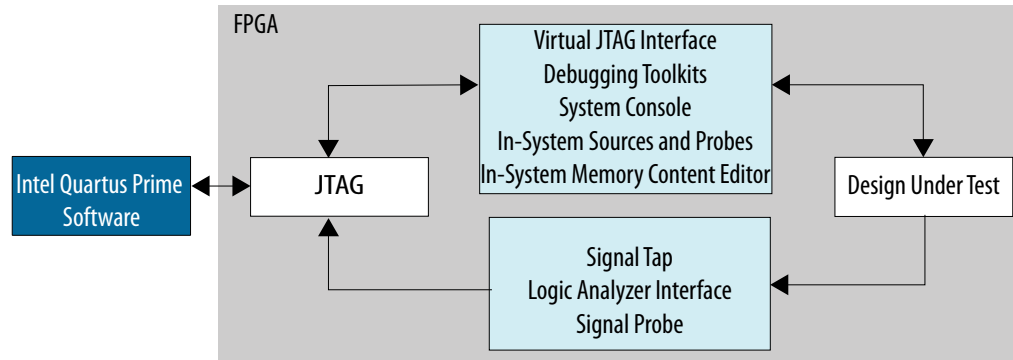 FPGA
Virtual JTAG Interface
Debugging Toolkits
System Console
In-System Sources and Probes
In-System Memory Content Editor
Intel Quartus Prime
Software
JTAG
Design Under Test
Signal Tap
Logic Analyzer Interface
Signal Probe